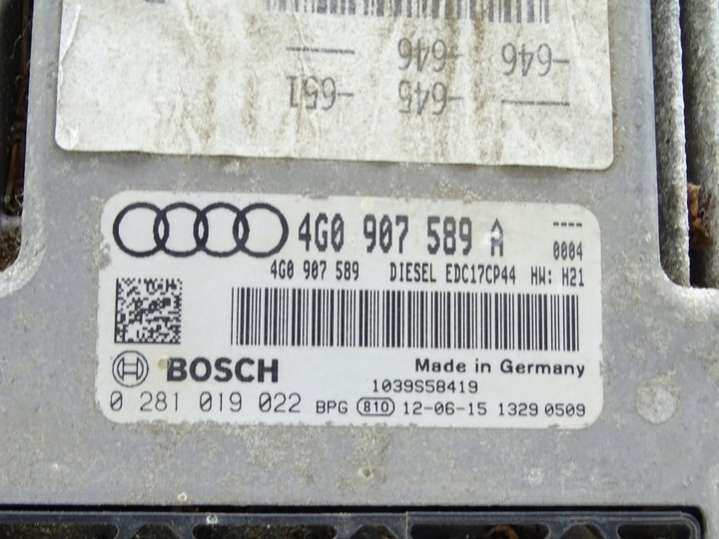 —— -645 -651
-646 -646 ——
4G0 907 589 A ----
0004
4G0 907 589 DIESEL EDC17CP44 HW: H21
BOSCH Made in Germany
1039S58419
0 281 019 022 BPG 810 12-06-15 1329 0509